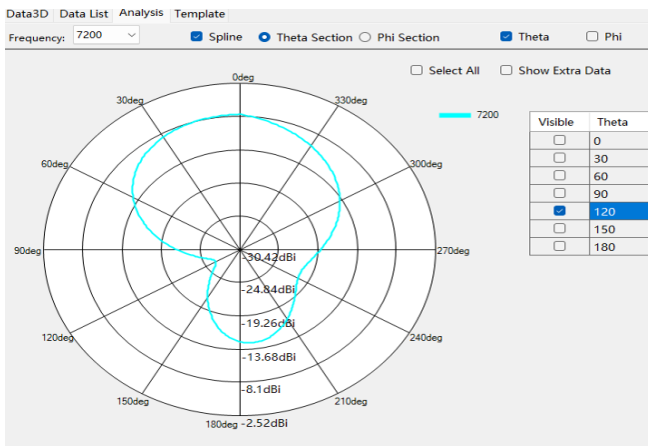 Data3D Data List Analysis Template
Frequency: 7200 Spline Theta Section Phi Section Theta Phi
Select All Show Extra Data
0deg
30deg 330deg
7200
60deg 300deg
90deg 270deg
120deg 240deg
150deg 210deg
180deg
-30.42dBi
-24.84dBi
-19.26dBi
-13.68dBi
-8.1dBi
-2.52dBi
Visible Theta
0
30
60
90
120
150
180